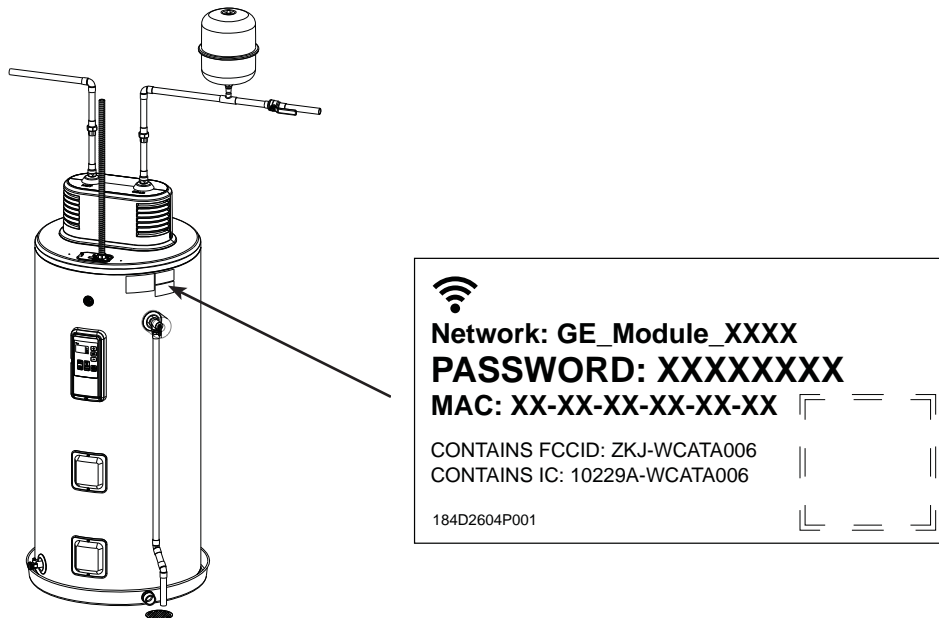 Network: GE_Module_XXXX
PASSWORD: XXXXXXXX
MAC: XX-XX-XX-XX-XX-XX
CONTAINS FCCID: ZKJ-WCATA006
CONTAINS IC: 10229A-WCATA006
184D2604P001